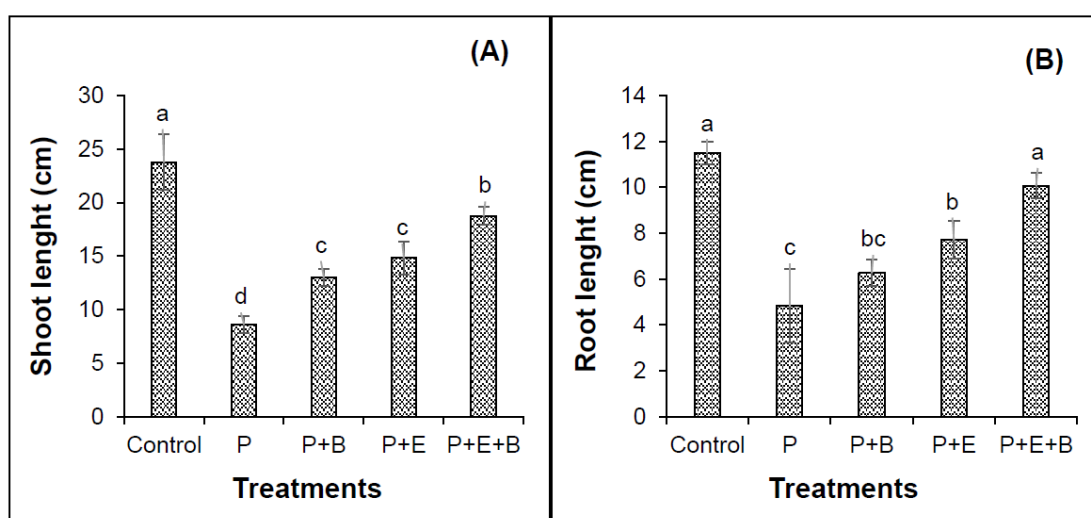 (A)
Shoot lenght (cm)
30
25
20
15
10
5
0
a
d
c
c
b
Control P P+B P+E P+E+B
Treatments
(B)
Root lenght (cm)
14
12
10
8
6
4
2
0
a
c
bc
b
a
Control P P+B P+E P+E+B
Treatments